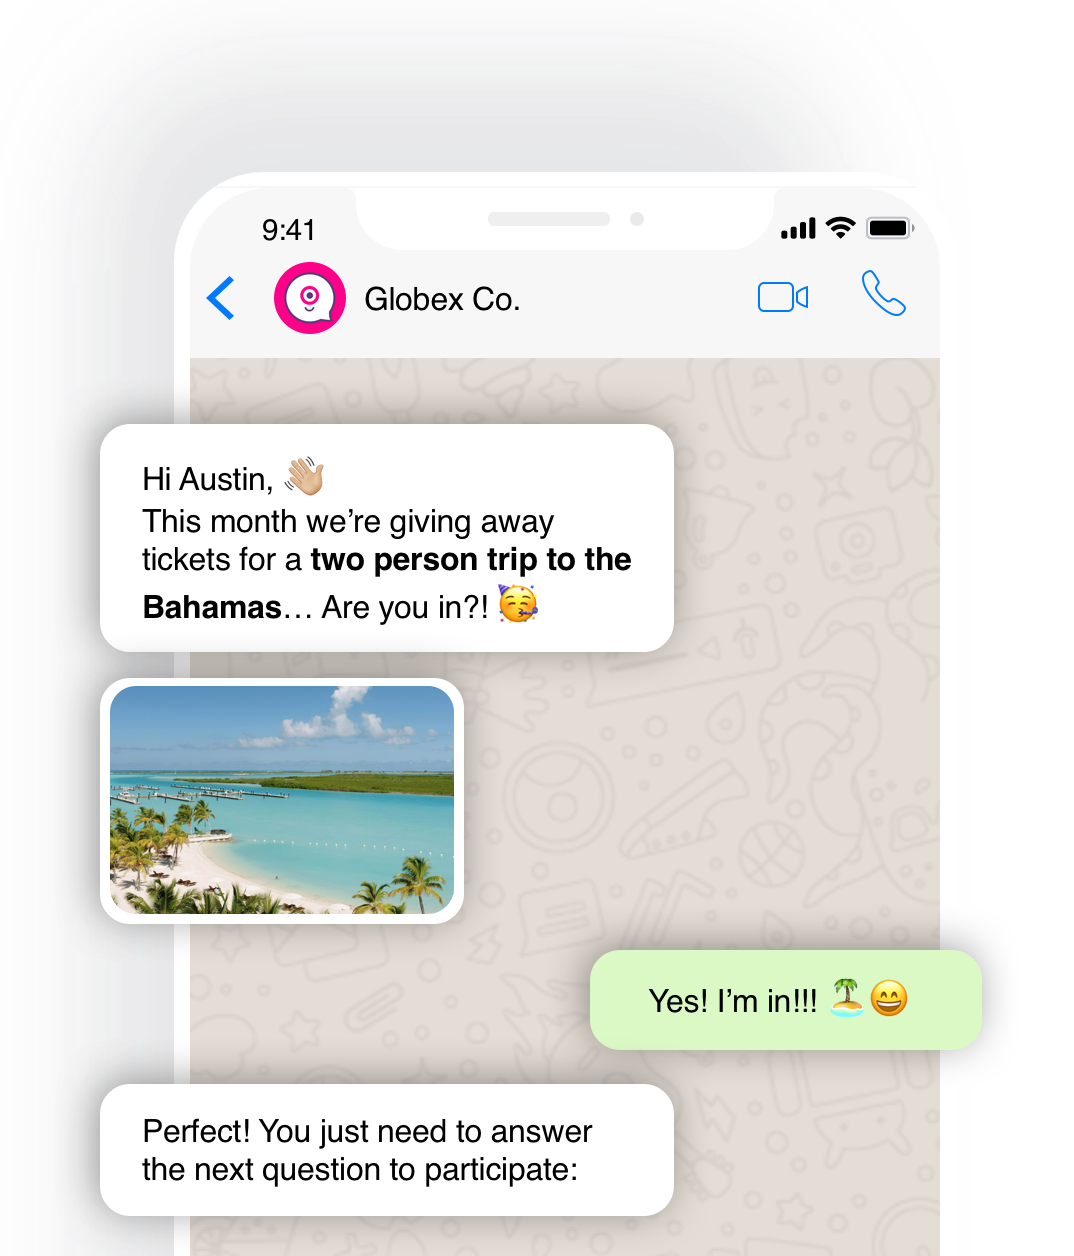 9:41
Globex Co.
Hi Austin, 👋🏼
This month we’re giving away
tickets for a two person trip to the
Bahamas… Are you in?! 🥳
Yes! I’m in!!! 🏝😄
Perfect! You just need to answer
the next question to participate: